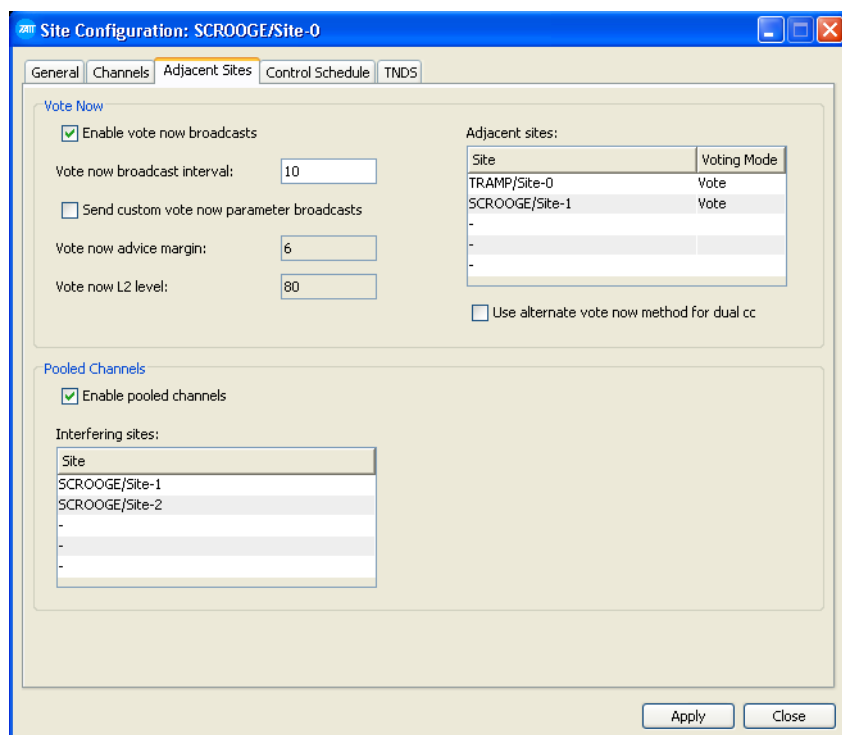 TAIT Site Configuration: SCROOGE/Site-0
General Channels Adjacent Sites Control Schedule TNDS
Vote Now
Enable vote now broadcasts
Vote now broadcast interval: 10
Send custom vote now parameter broadcasts
Vote now advice margin: 6
Vote now L2 level: 80
Adjacent sites:
Site Voting Mode
TRAMP/Site-0 Vote
SCROOGE/Site-1 Vote
-
-
-
Use alternate vote now method for dual cc
Pooled Channels
Enable pooled channels
Interfering sites:
Site
SCROOGE/Site-1
SCROOGE/Site-2
-
-
-
Apply Close